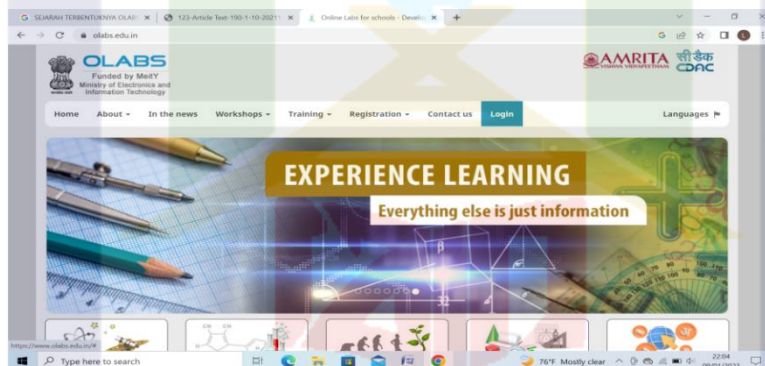 SEJARAH TERBENTUKNYA OLAB
123-Article Text-190-1-10-20211
Online Labs for schools - Develo
olabs.edu.in
OLABS
Funded by MeitY
Ministry of Electronics and
Information Technology
AMRITA
VISHWA VIDYAPEETHAM
सी डैक
CDAC
Home About In the news Workshops Training Registration Contact us Login Languages
EXPERIENCE LEARNING
Everything else is just information
32
https://www.olabs.edu.in/#
Type here to search
76°F Mostly clear
22:04